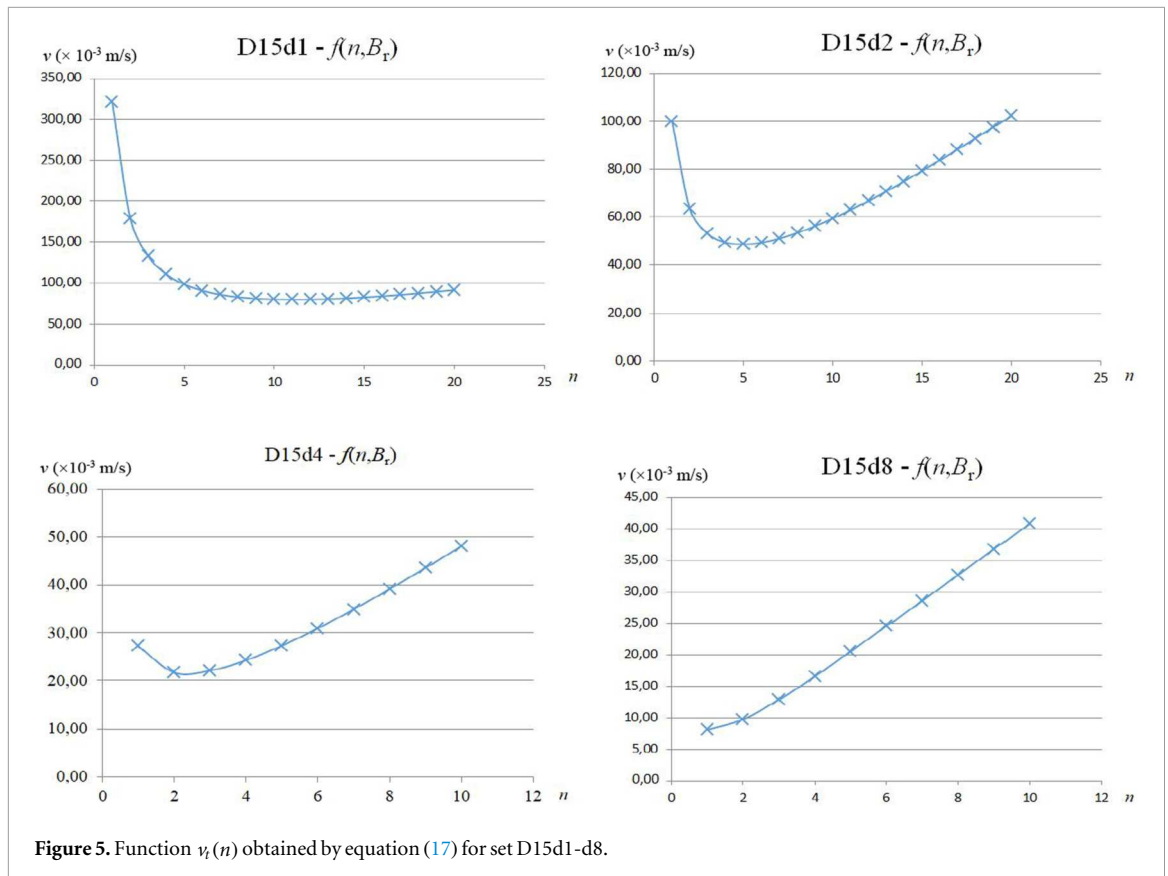 D15d1 - f(n,Bᵣ)
v (× 10⁻³ m/s)
350,00
300,00
250,00
200,00
150,00
100,00
50,00
0,00
0 5 10 15 20 25 n
D15d2 - f(n,Bᵣ)
v (×10⁻³ m/s)
120,00
100,00
80,00
60,00
40,00
20,00
0,00
0 5 10 15 20 25 n
D15d4 - f(n,Bᵣ)
v (×10⁻³ m/s)
60,00
50,00
40,00
30,00
20,00
10,00
0,00
0 2 4 6 8 10 n 12
D15d8 - f(n,Bᵣ)
v (×10⁻³ m/s)
45,00
40,00
35,00
30,00
25,00
20,00
15,00
10,00
5,00
0,00
0 2 4 6 8 10 12 n
Figure 5. Function vₜ(n) obtained by equation (17) for set D15d1-d8.